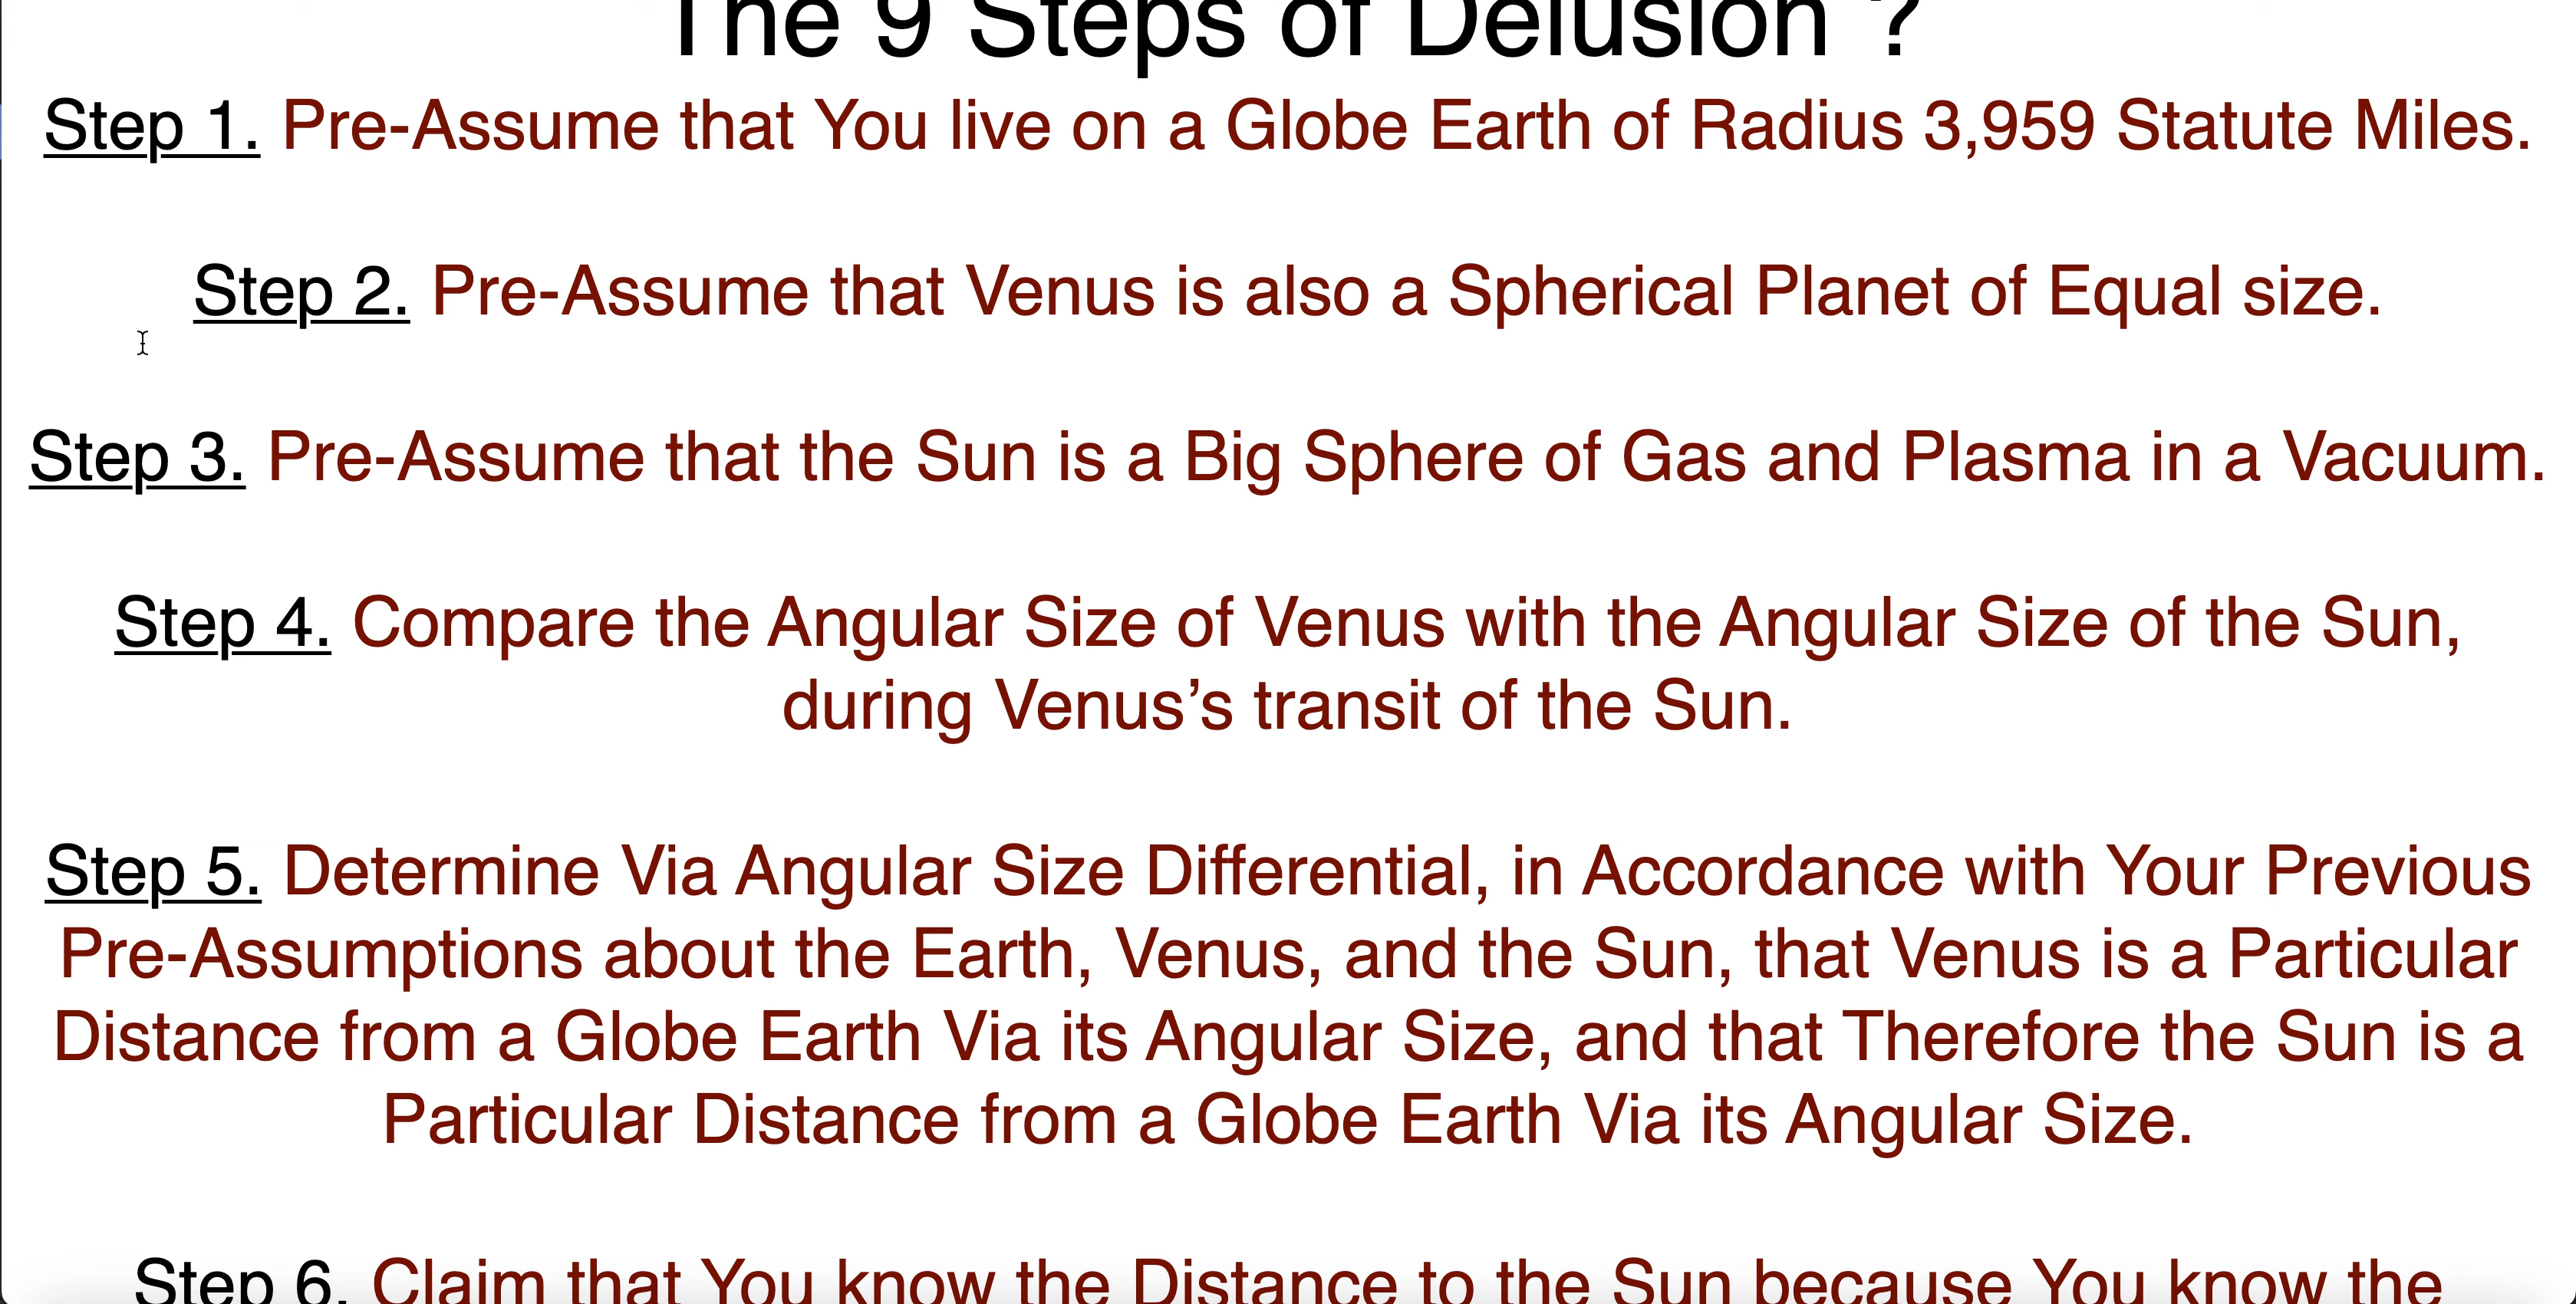 The 9 Steps of Delusion ?
Step 1. Pre-Assume that You live on a Globe Earth of Radius 3,959 Statute Miles.
Step 2. Pre-Assume that Venus is also a Spherical Planet of Equal size.
Step 3. Pre-Assume that the Sun is a Big Sphere of Gas and Plasma in a Vacuum.
Step 4. Compare the Angular Size of Venus with the Angular Size of the Sun,
during Venus’s transit of the Sun.
Step 5. Determine Via Angular Size Differential, in Accordance with Your Previous
Pre-Assumptions about the Earth, Venus, and the Sun, that Venus is a Particular
Distance from a Globe Earth Via its Angular Size, and that Therefore the Sun is a
Particular Distance from a Globe Earth Via its Angular Size.
Step 6. Claim that You know the Distance to the Sun because You know the